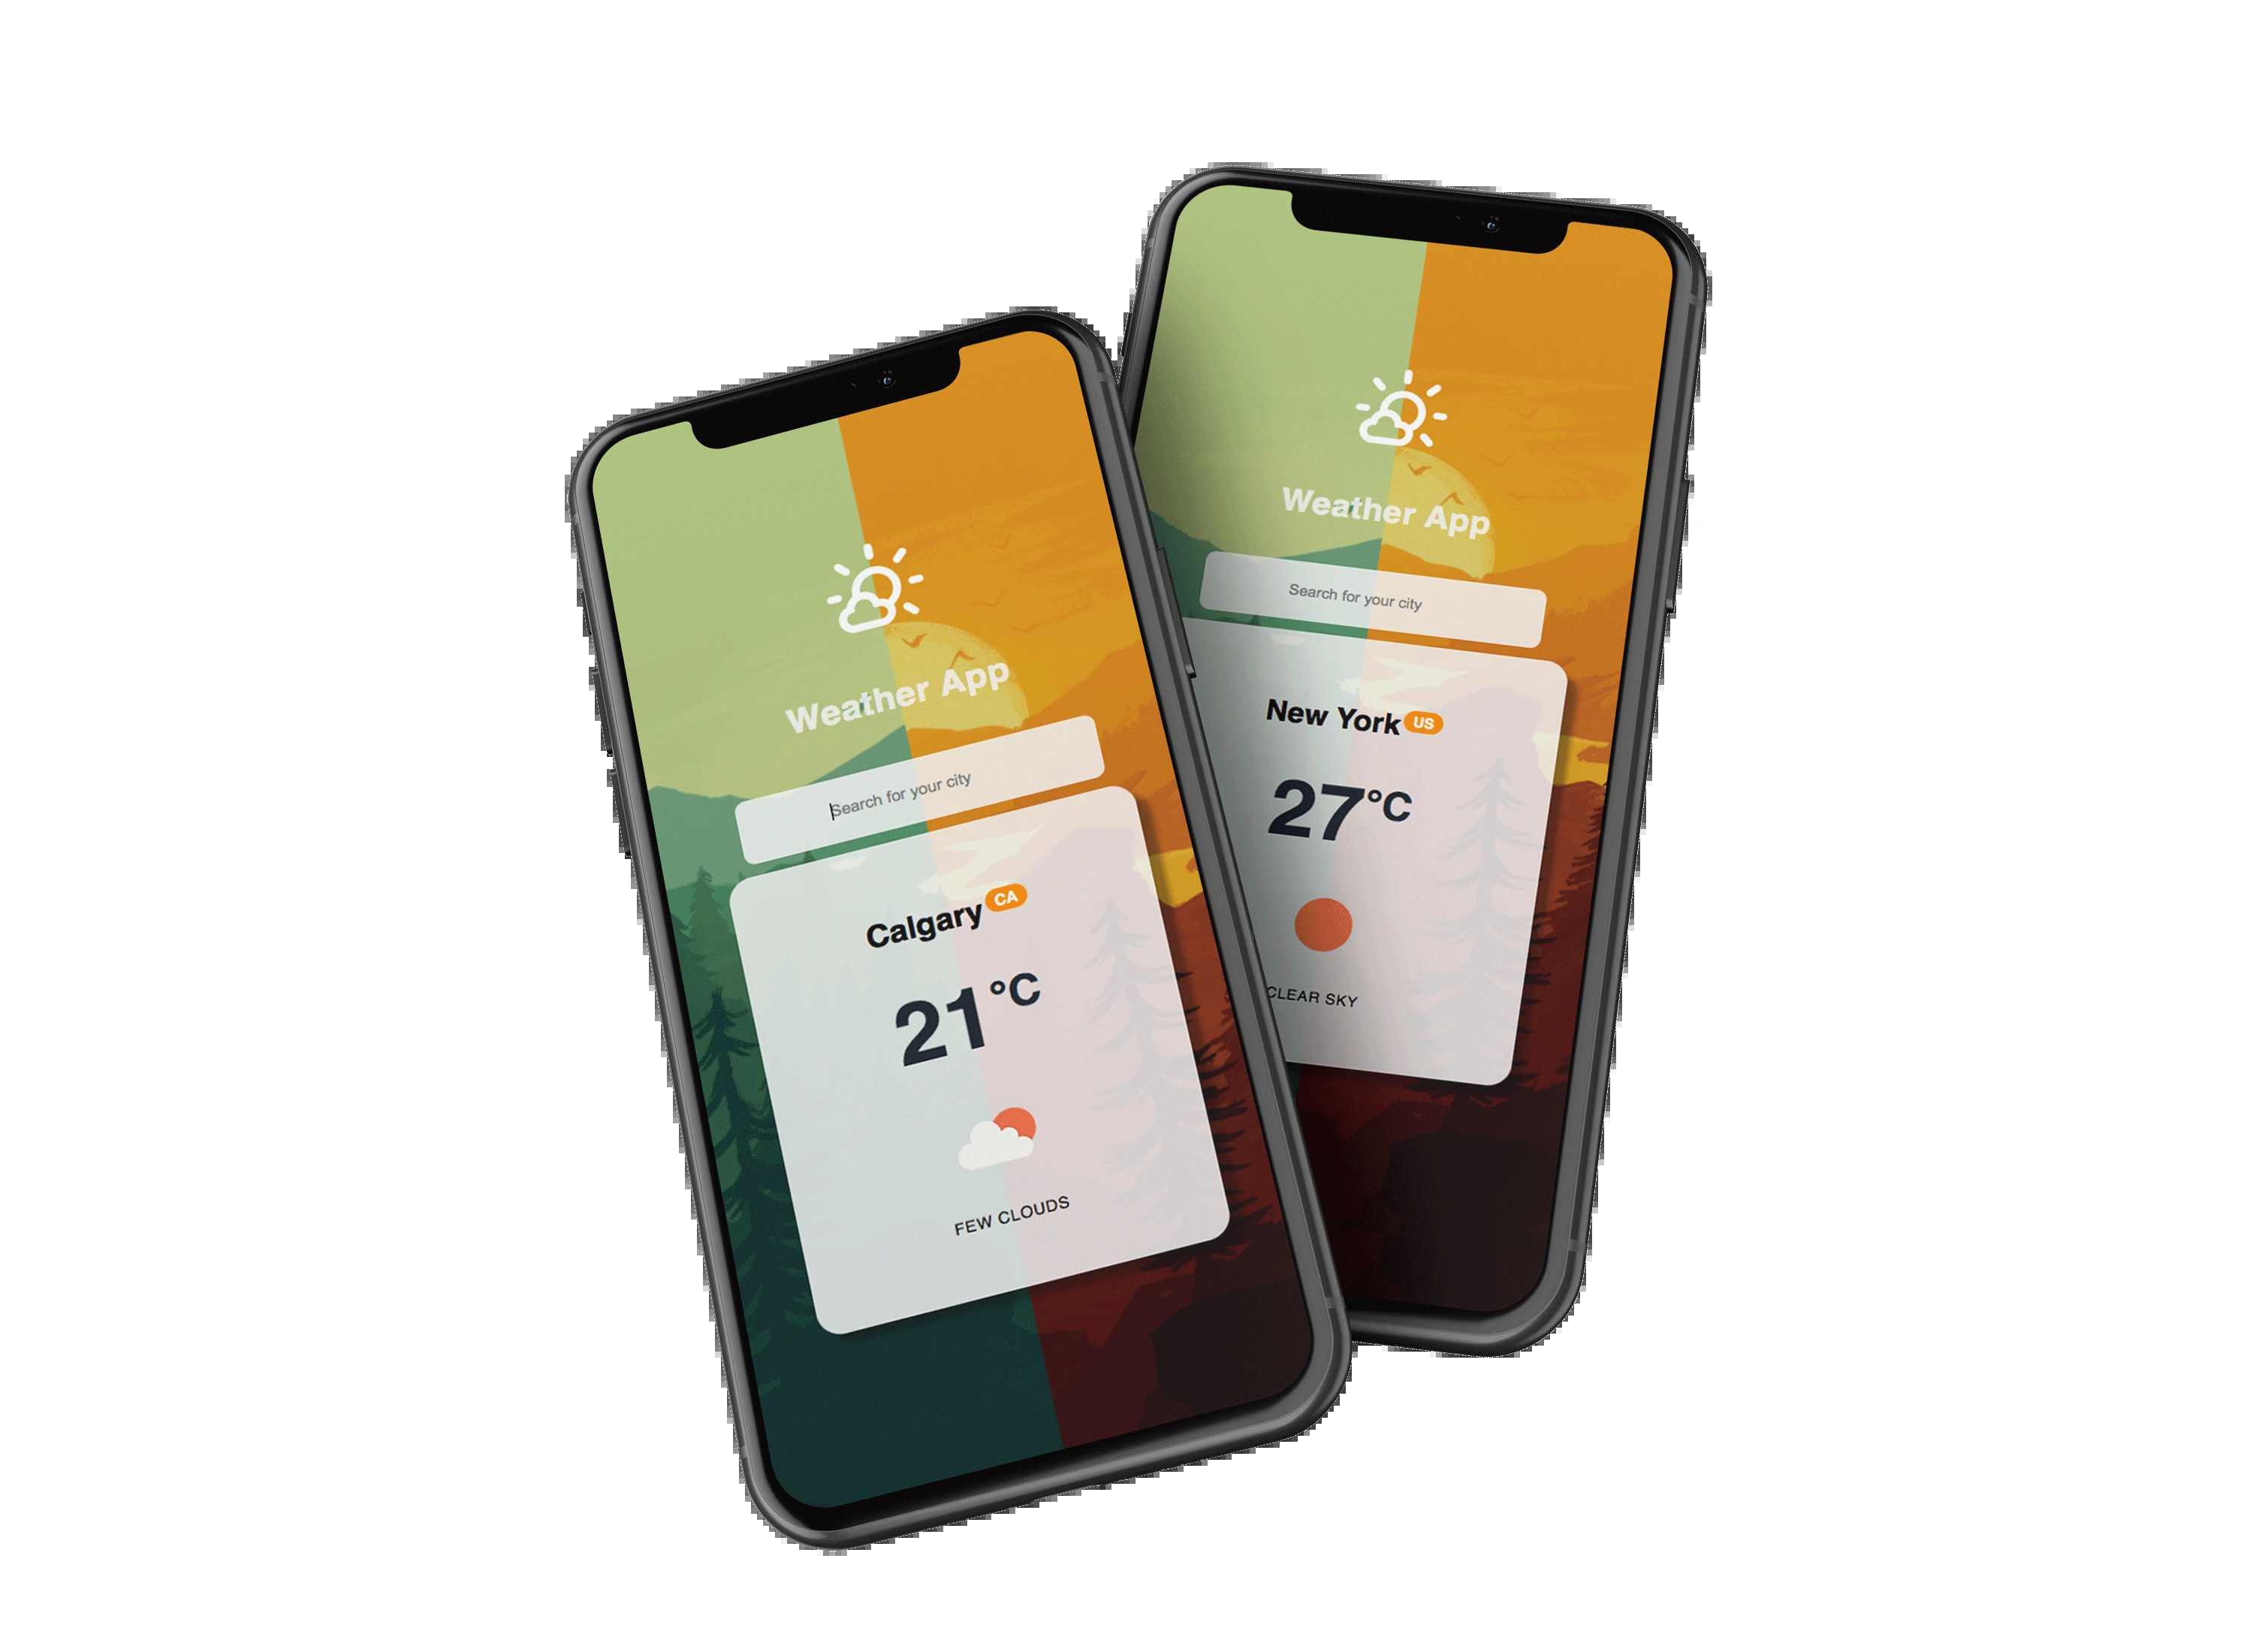 Weather App
Search for your city
Calgary CA
21°C
FEW CLOUDS
Weather App
Search for your city
New York US
27°C
CLEAR SKY